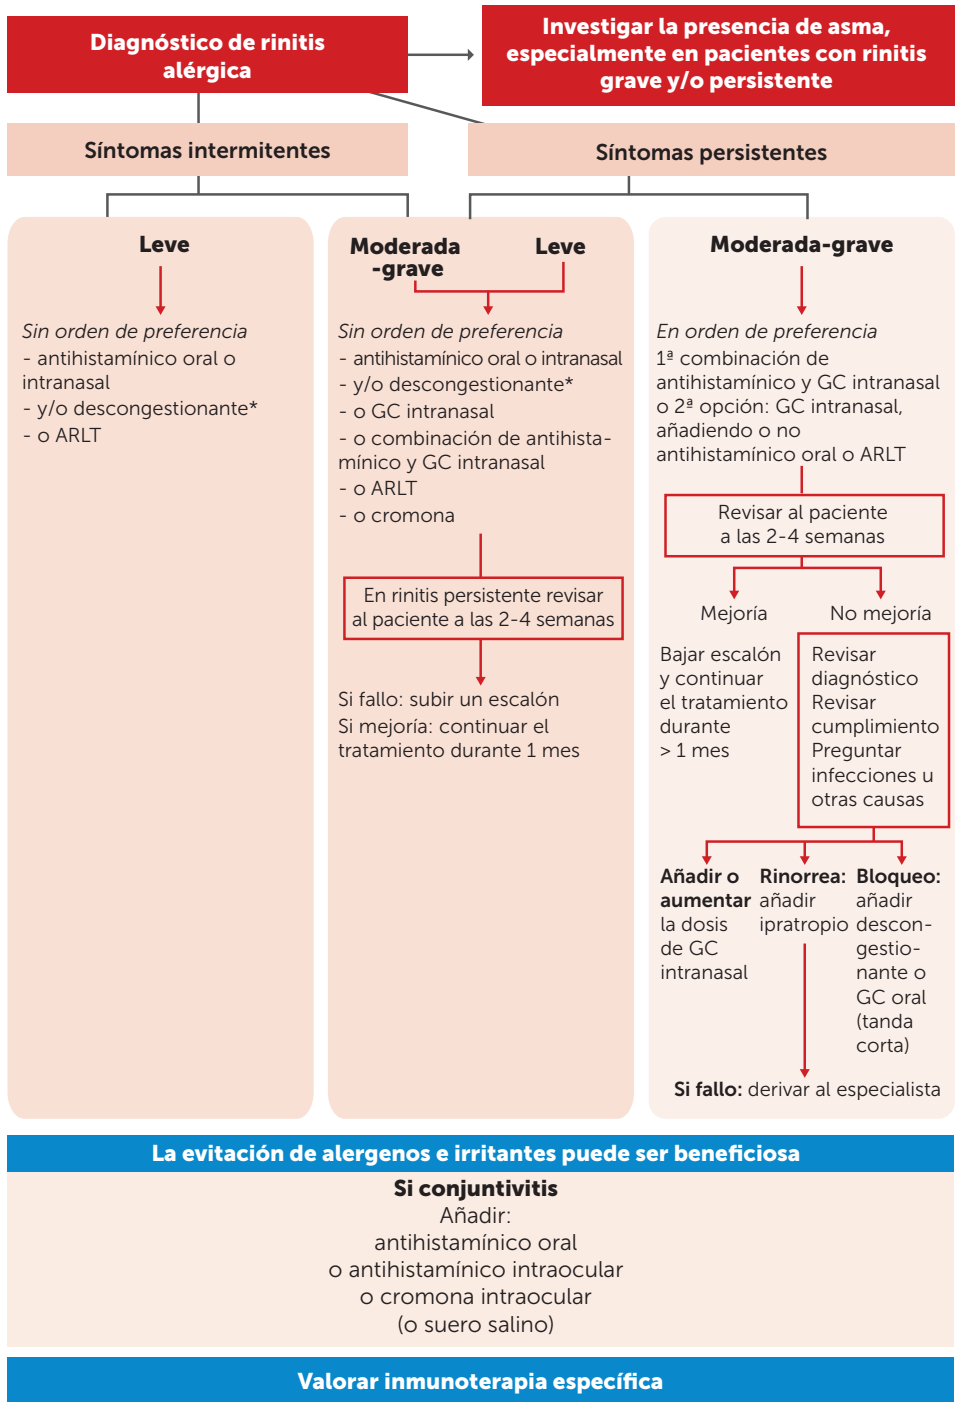 Diagnóstico de rinitis
alérgica
Investigar la presencia de asma,
especialmente en pacientes con rinitis
grave y/o persistente
Síntomas intermitentes
Síntomas persistentes
Leve
Sin orden de preferencia
- antihistamínico oral o
intranasal
- y/o descongestionante*
- o ARLT
Moderada
-grave
Leve
Sin orden de preferencia
- antihistamínico oral o intranasal
- y/o descongestionante*
- o GC intranasal
- o combinación de antihista-
mínico y GC intranasal
- o ARLT
- o cromona
En rinitis persistente revisar
al paciente a las 2-4 semanas
Si fallo: subir un escalón
Si mejoría: continuar el
tratamiento durante 1 mes
Moderada-grave
En orden de preferencia
1ª combinación de
antihistamínico y GC intranasal
o 2ª opción: GC intranasal,
añadiendo o no
antihistamínico oral o ARLT
Revisar al paciente
a las 2-4 semanas
Mejoría
Bajar escalón
y continuar
el tratamiento
durante
> 1 mes
No mejoría
Revisar
diagnóstico
Revisar
cumplimiento
Preguntar
infecciones u
otras causas
Añadir o
aumentar
la dosis
de GC
intranasal
Rinorrea:
añadir
ipratropio
Bloqueo:
añadir
descon-
gestio-
nante o
GC oral
(tanda
corta)
Si fallo: derivar al especialista
La evitación de alergenos e irritantes puede ser beneficiosa
Si conjuntivitis
Añadir:
antihistamínico oral
o antihistamínico intraocular
o cromona intraocular
(o suero salino)
Valorar inmunoterapia específica